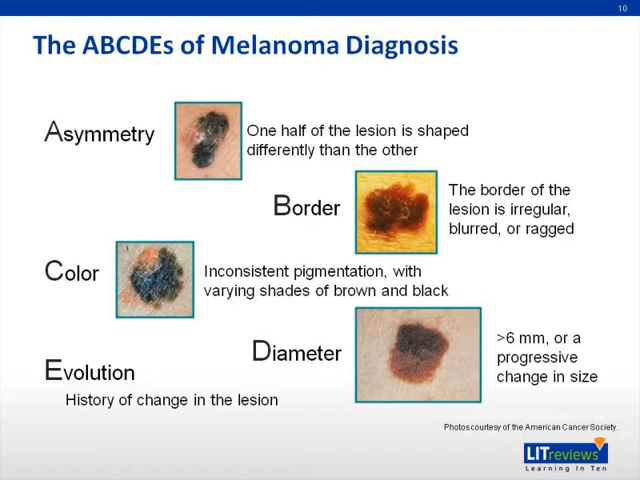 10
The ABCDEs of Melanoma Diagnosis
Asymmetry
One half of the lesion is shaped
differently than the other
Border
The border of the
lesion is irregular,
blurred, or ragged
Color
Inconsistent pigmentation, with
varying shades of brown and black
Diameter
>6 mm, or a
progressive
change in size
Evolution
History of change in the lesion
Photos courtesy of the American Cancer Society.
LITreviews
Learning In Ten